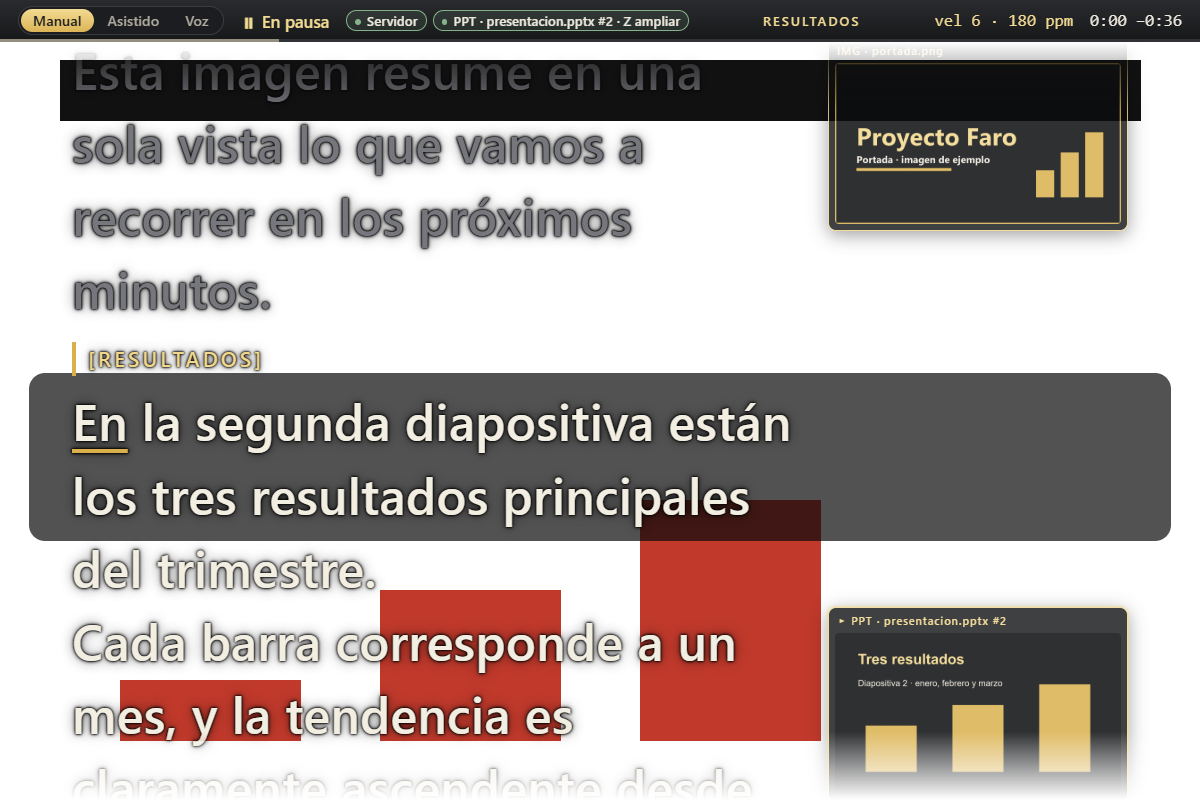 Manual Asistido Voz En pausa Servidor PPT · presentacion.pptx #2 · Z ampliar RESULTADOS vel 6 · 180 ppm 0:00 −0:36
IMG · portada.png
Esta imagen resume en una
sola vista lo que vamos a
recorrer en los próximos
minutos.
Proyecto Faro
Portada · imagen de ejemplo
[RESULTADOS]
En la segunda diapositiva están
los tres resultados principales
del trimestre.
Cada barra corresponde a un
mes, y la tendencia es
claramente ascendente desde
▸ PPT · presentacion.pptx #2
Tres resultados
Diapositiva 2 · enero, febrero y marzo